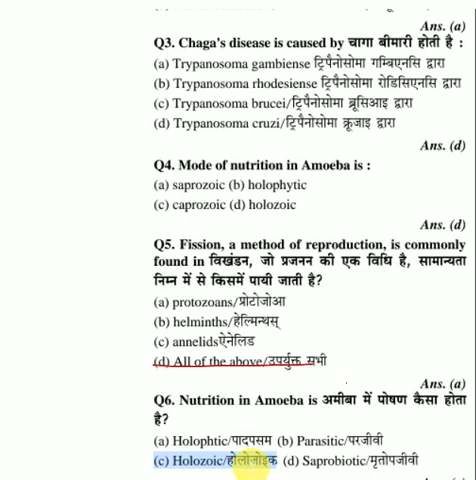 Ans. (a)
Q3. Chaga's disease is caused by चागा बीमारी होती है :
(a) Trypanosoma gambiense ट्रिपैनोसोमा गम्बिएनसि द्वारा
(b) Trypanosoma rhodesiense ट्रिपैनोसोमा रोडिसिएनसि द्वारा
(c) Trypanosoma brucei/ट्रिपैनोसोमा ब्रूसिआइ द्वारा
(d) Trypanosoma cruzi/ट्रिपैनोसोमा क्रूजाइ द्वारा
Ans. (d)
Q4. Mode of nutrition in Amoeba is :
(a) saprozoic (b) holophytic
(c) caprozoic (d) holozoic
Ans. (d)
Q5. Fission, a method of reproduction, is commonly
found in विखंडन, जो प्रजनन की एक विधि है, सामान्यता
निम्न में से किसमें पायी जाती है?
(a) protozoans/प्रोटोजोआ
(b) helminths/हेल्मिन्थस्
(c) annelidsऐनेलिड
(d) All of the above/उपर्युक्त सभी
Ans. (a)
Q6. Nutrition in Amoeba is अमीबा में पोषण कैसा होता
है?
(a) Holophtic/पादपसम (b) Parasitic/परजीवी
(c) Holozoic/होलोजोइक (d) Saprobiotic/मृतोपजीवी